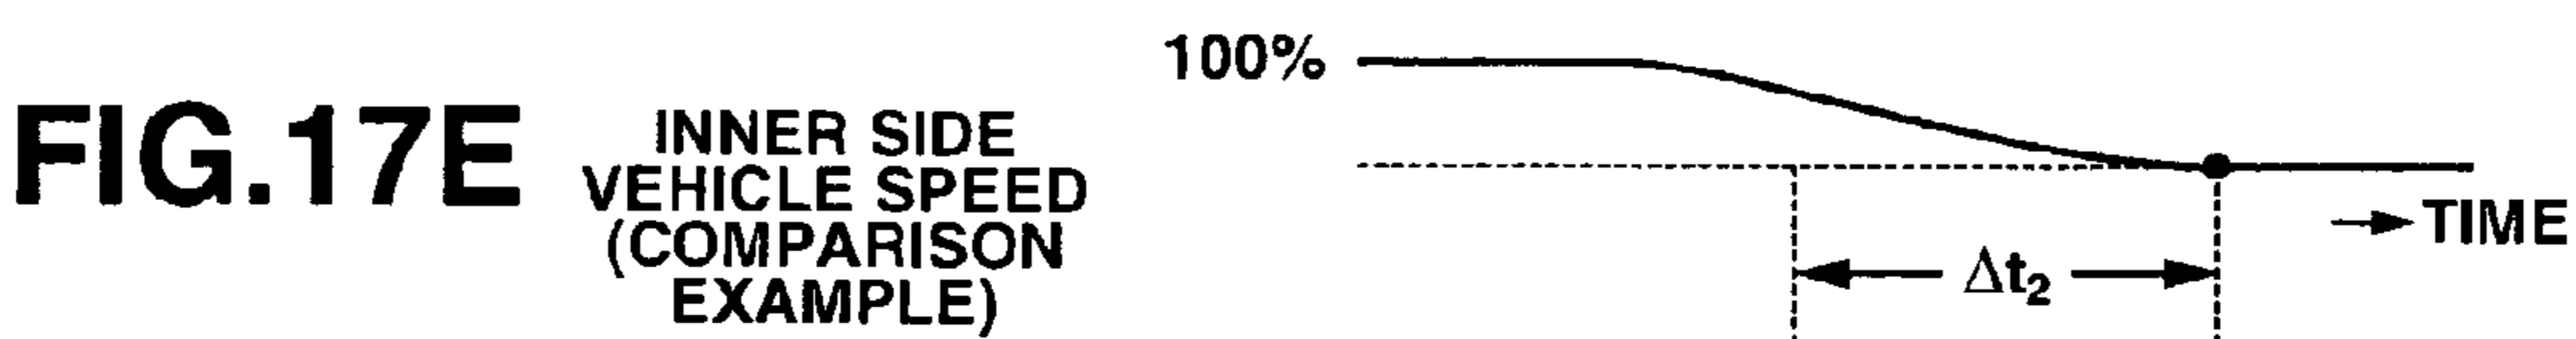 FIG.17E
INNER SIDE
VEHICLE SPEED
(COMPARISON
EXAMPLE)
100%
→TIME
Δt₂